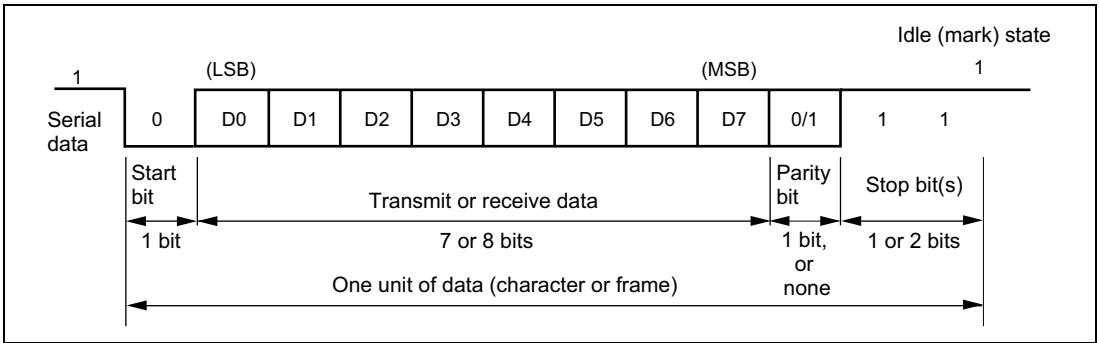 Idle (mark) state
1
(LSB)
(MSB)
1
Serial
data
0
D0
D1
D2
D3
D4
D5
D6
D7
0/1
1
1
Start
bit
Transmit or receive data
Parity
bit
Stop bit(s)
1 bit
7 or 8 bits
1 bit,
or
none
1 or 2 bits
One unit of data (character or frame)